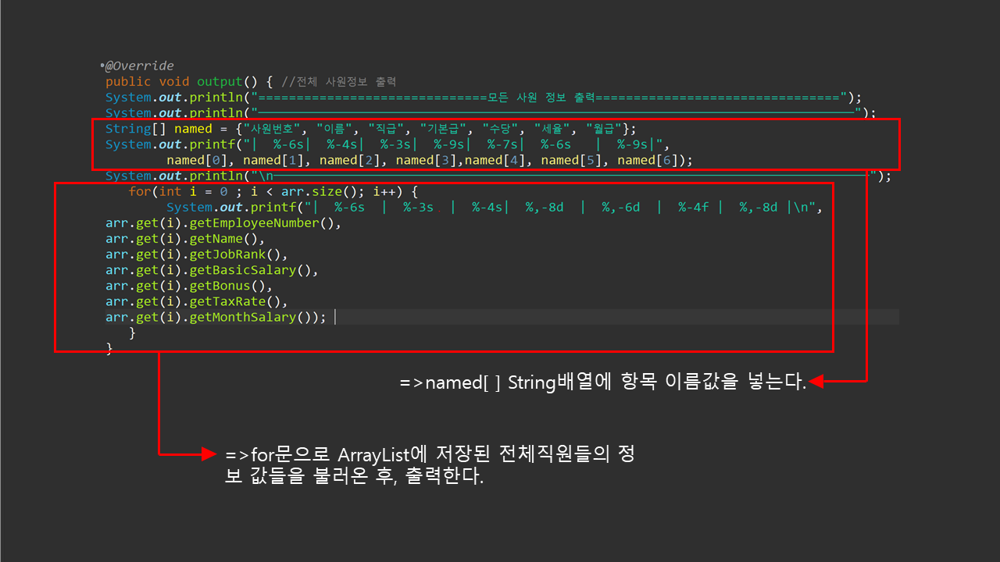 @Override
public void output() { //전체 사원정보 출력
System.out.println("==============================모든 사원 정보 출력================================");
System.out.println("──────────────────────────────────────────────────────────────────────────────");
String[] named = {"사원번호", "이름", "직급", "기본급", "수당", "세율", "월급"};
System.out.printf("|  %-6s|  %-4s|  %-3s|  %-9s|  %-7s|  %-6s   |  %-9s|",
named[0], named[1], named[2], named[3],named[4], named[5], named[6]);
System.out.println("\n──────────────────────────────────────────────────────────────────────────────");
for(int i = 0 ; i < arr.size(); i++) {
System.out.printf("|  %-6s  |  %-3s  |  %-4s|  %,-8d  |  %,-6d  |  %-4f |  %,-8d |\n",
arr.get(i).getEmployeeNumber(),
arr.get(i).getName(),
arr.get(i).getJobRank(),
arr.get(i).getBasicSalary(),
arr.get(i).getBonus(),
arr.get(i).getTaxRate(),
arr.get(i).getMonthSalary());
}
}
=>named[ ] String배열에 항목 이름값을 넣는다.
=>for문으로 ArrayList에 저장된 전체직원들의 정
보 값들을 불러온 후, 출력한다.